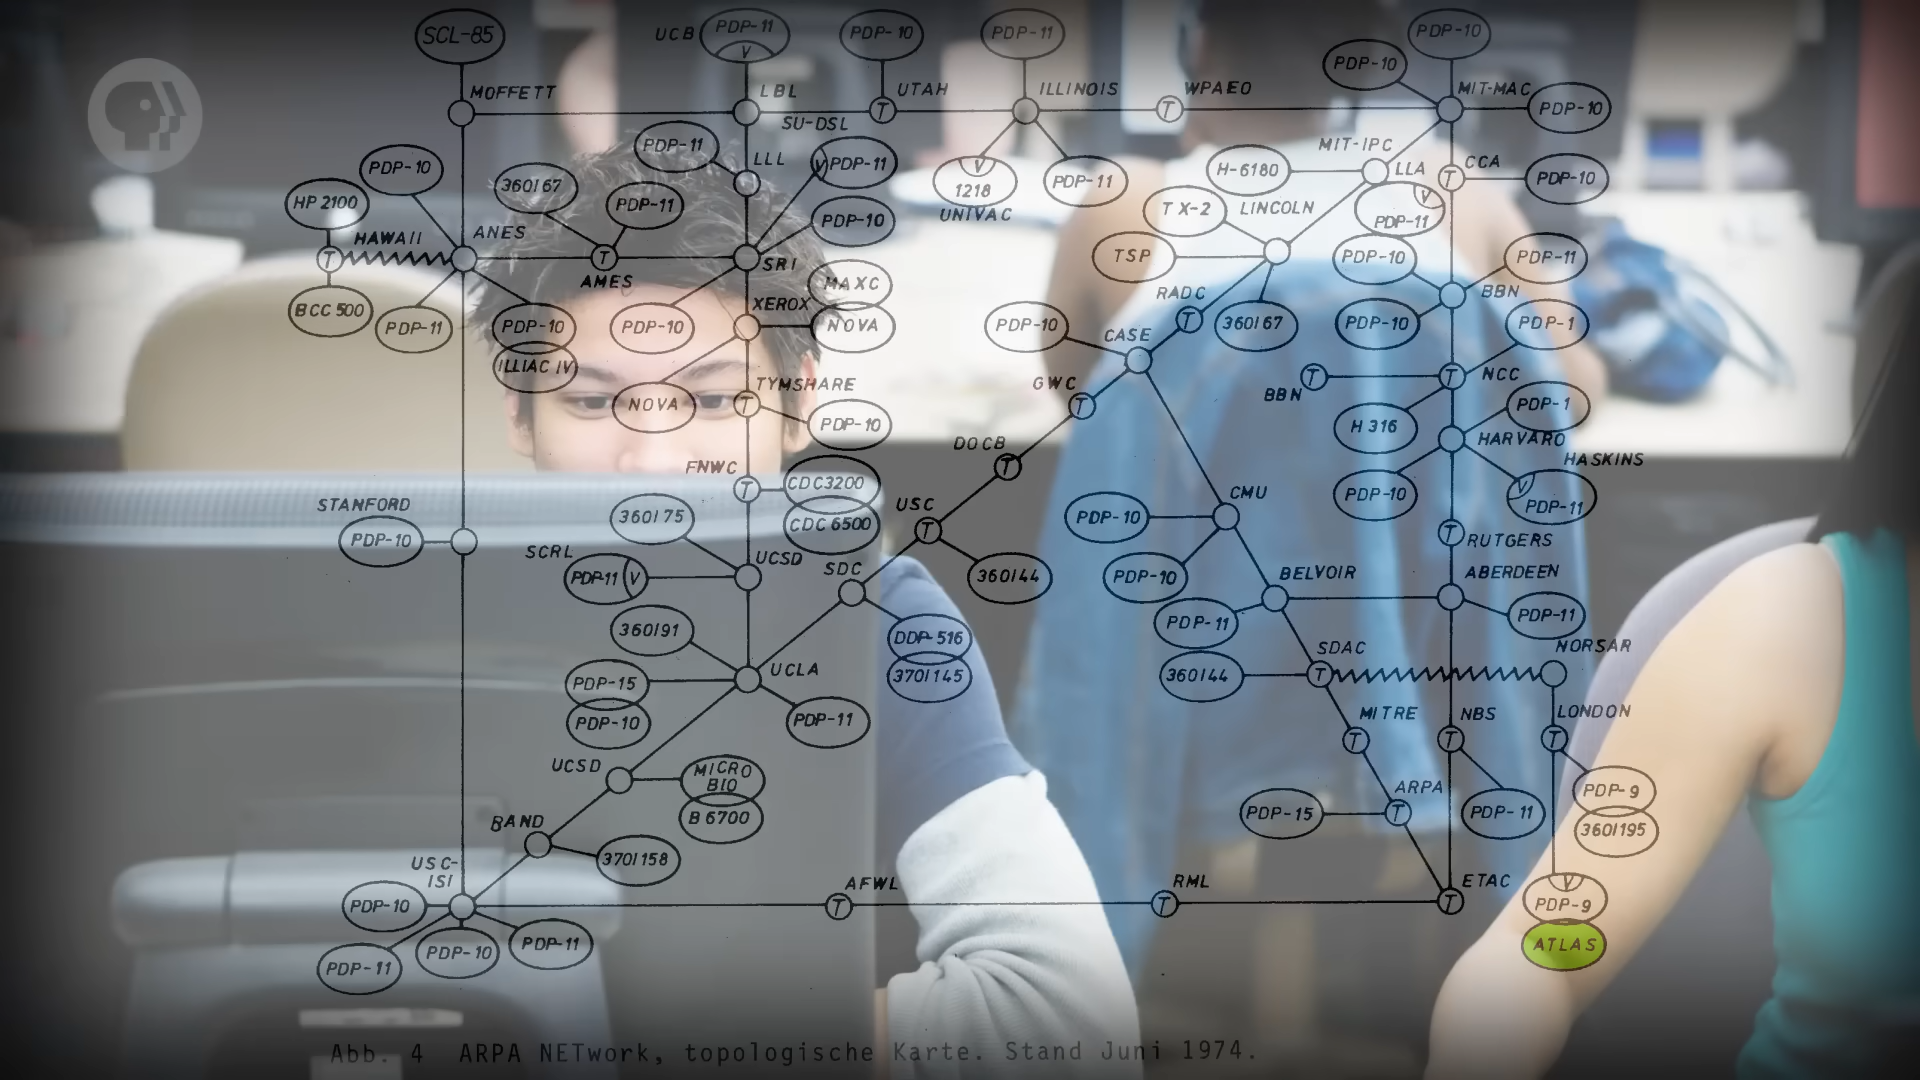 SCL-85
UCB
PDP-11
V
PDP-10
PDP-11
PDP-10
PDP-10
MOFFETT
LBL
UTAH
ILLINOIS
WPAEO
MIT-MAC
PDP-10
SU-DSL
PDP-11
LLL
V
PDP-11
MIT-IPC
H-6180
LLA
CCA
T
PDP-10
PDP-10
360/67
PDP-11
V
1218
UNIVAC
PDP-11
TX-2
LINCOLN
V
PDP-11
HP 2100
HAWAII
ANES
PDP-10
SRI
T
T
AMES
TSP
PDP-10
PDP-11
BBN
BCC 500
PDP-11
PDP-10
ILLIAC IV
PDP-10
XEROX
MAXC
NOVA
PDP-10
CASE
RADC
T
360/67
PDP-10
PDP-1
NOVA
TYMSHARE
T
PDP-10
GWC
T
BBN
T
T
NCC
H 316
PDP-1
HARVARO
HASKINS
DOCB
T
FNWC
T
CDC3200
CDC 6500
STANFORD
PDP-10
360/75
USC
T
360/44
PDP-10
CMU
PDP-10
PDP-10
V
PDP-11
T
RUTGERS
SCRL
PDP-11
V
UCSD
SDC
BELVOIR
ABERDEEN
PDP-11
PDP-11
360/91
DDP-516
370/145
PDP-15
PDP-10
UCLA
PDP-11
360/44
SDAC
T
NORSAR
MITRE
T
NBS
T
LONDON
T
UCSD
MICRO
BIO
B 6700
PDP-15
ARPA
T
PDP-11
PDP-9
360/195
BAND
370/158
USC-
ISI
PDP-10
PDP-11
PDP-10
PDP-11
AFWL
T
RML
T
ETAC
T
V
PDP-9
ATLAS
Abb. 4 ARPA NETwork, topologische Karte. Stand Juni 1974.